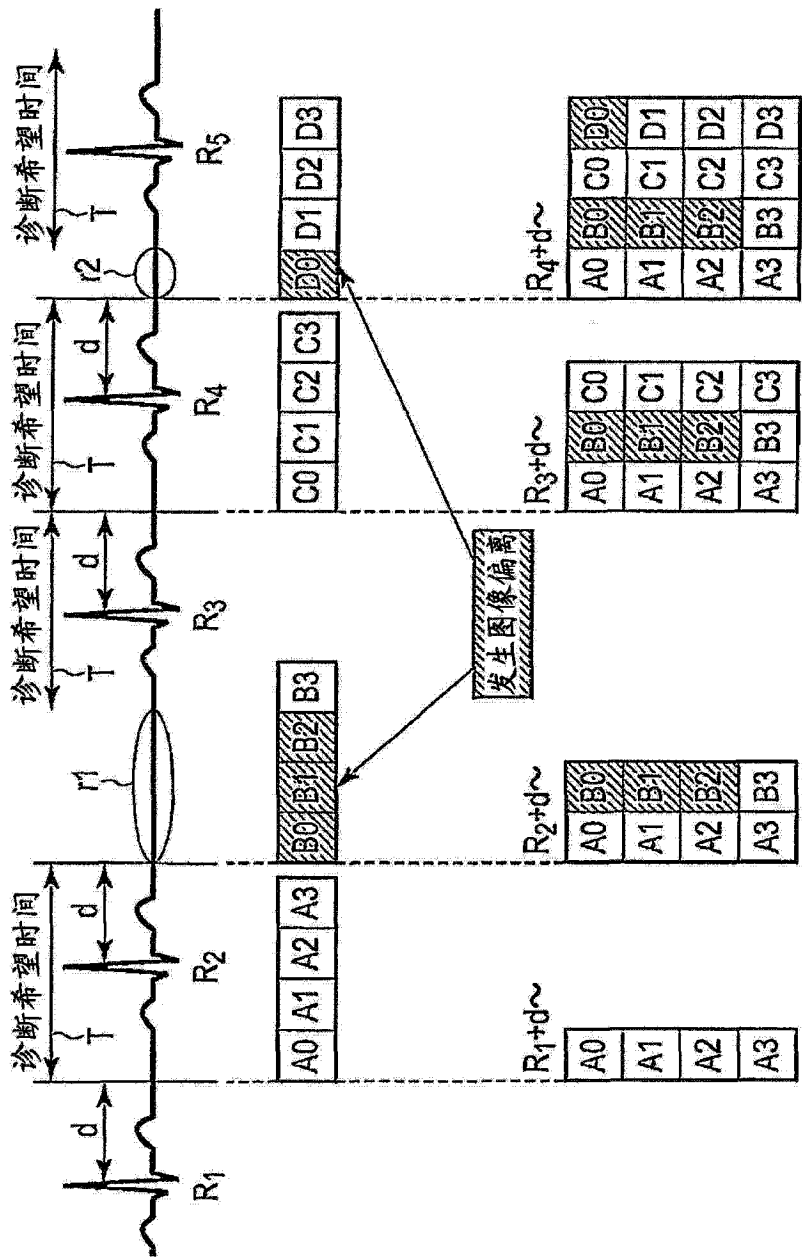 诊断希望时间 诊断希望时间 诊断希望时间 诊断希望时间
T T T T
d d d d
r1 r2
R1 R2 R3 R4 R5
A0 A1 A2 A3
B0 B1 B2 B3
C0 C1 C2 C3
D0 D1 D2 D3
发生图像偏离
R1+d~
A0
A1
A2
A3
R2+d~
A0 B0
A1 B1
A2 B2
A3 B3
R3+d~
A0 B0 C0
A1 B1 C1
A2 B2 C2
A3 B3 C3
R4+d~
A0 B0 C0 D0
A1 B1 C1 D1
A2 B2 C2 D2
A3 B3 C3 D3